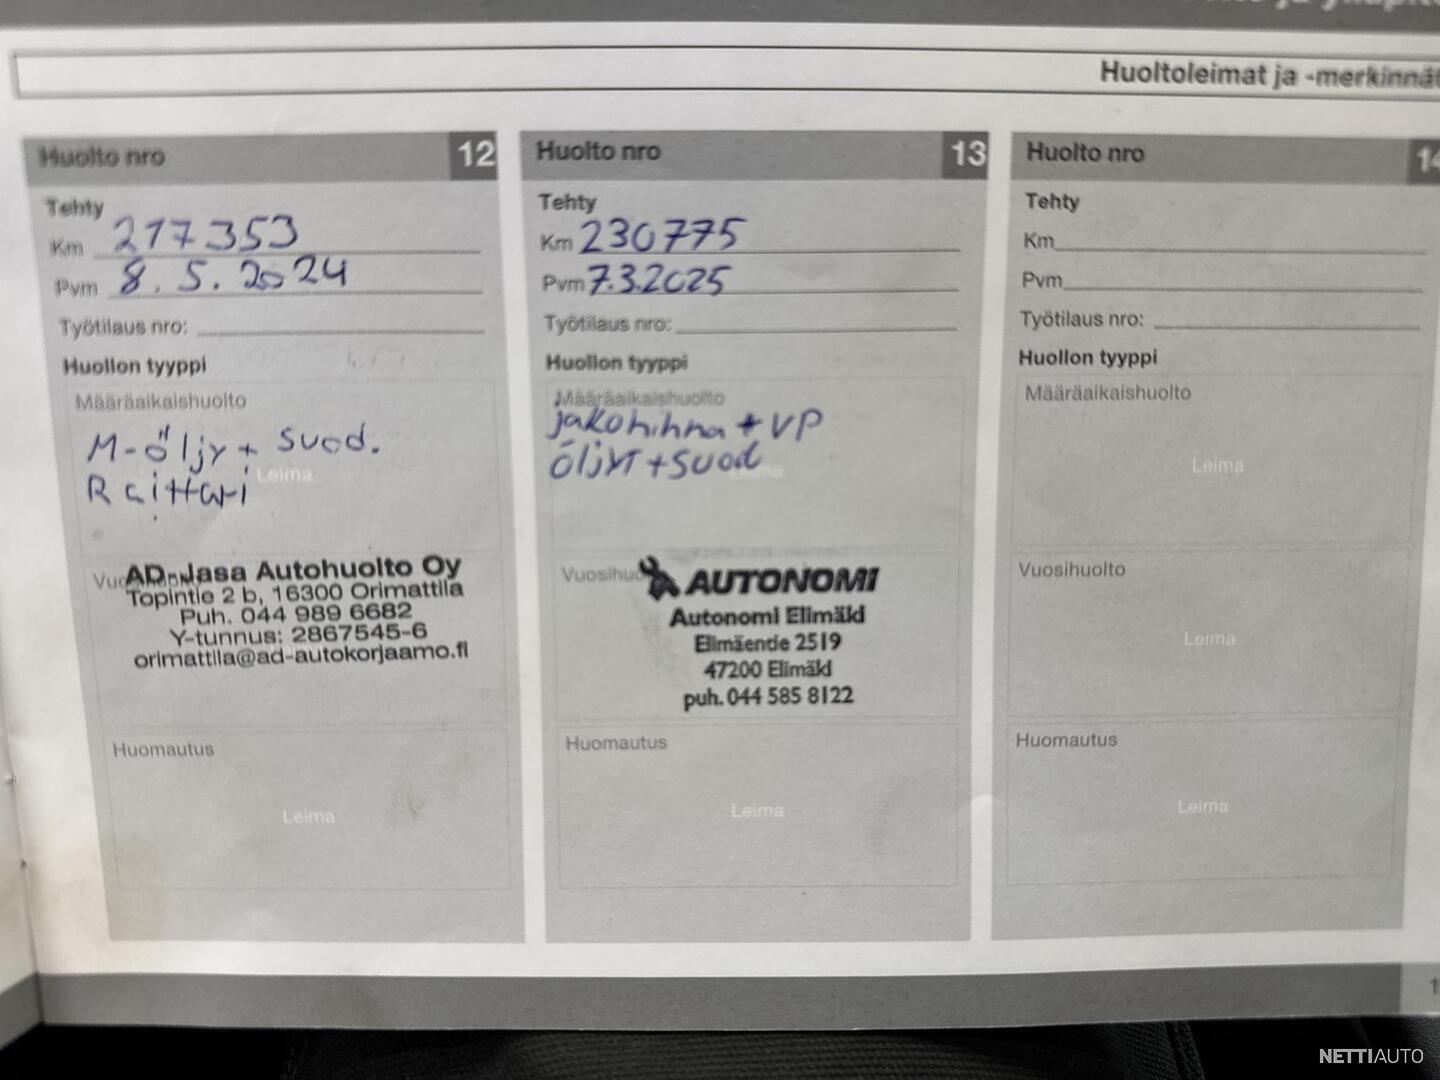 Huoltoleimat ja -merkinnät
Huolto nro 12
Tehty
Km 217353
Pvm 8.5.2024
Työtilaus nro:
Huollon tyyppi
Määräaikaishuolto
M-öljy + suod.
Leima
Raittari
AD-Jasa Autohuolto Oy
Topintie 2 b, 16300 Orimattila
Puh. 044 989 6682
Y-tunnus: 2867545-6
orimattila@ad-autokorjaamo.fi
Huomautus
Leima
Huolto nro 13
Tehty
Km 230775
Pvm 7.3.2025
Työtilaus nro:
Huollon tyyppi
Määräaikaishuolto
jakohihna + VP
öljyt + suod
Vuosihuo
AUTONOMI
Autonomi Elimäki
Elimäentie 2519
47200 Elimäki
puh. 044 585 8122
Huomautus
Leima
Huolto nro 14
Tehty
Km
Pvm
Työtilaus nro:
Huollon tyyppi
Määräaikaishuolto
Leima
Vuosihuolto
Leima
Huomautus
Leima
1
NETTIAUTO